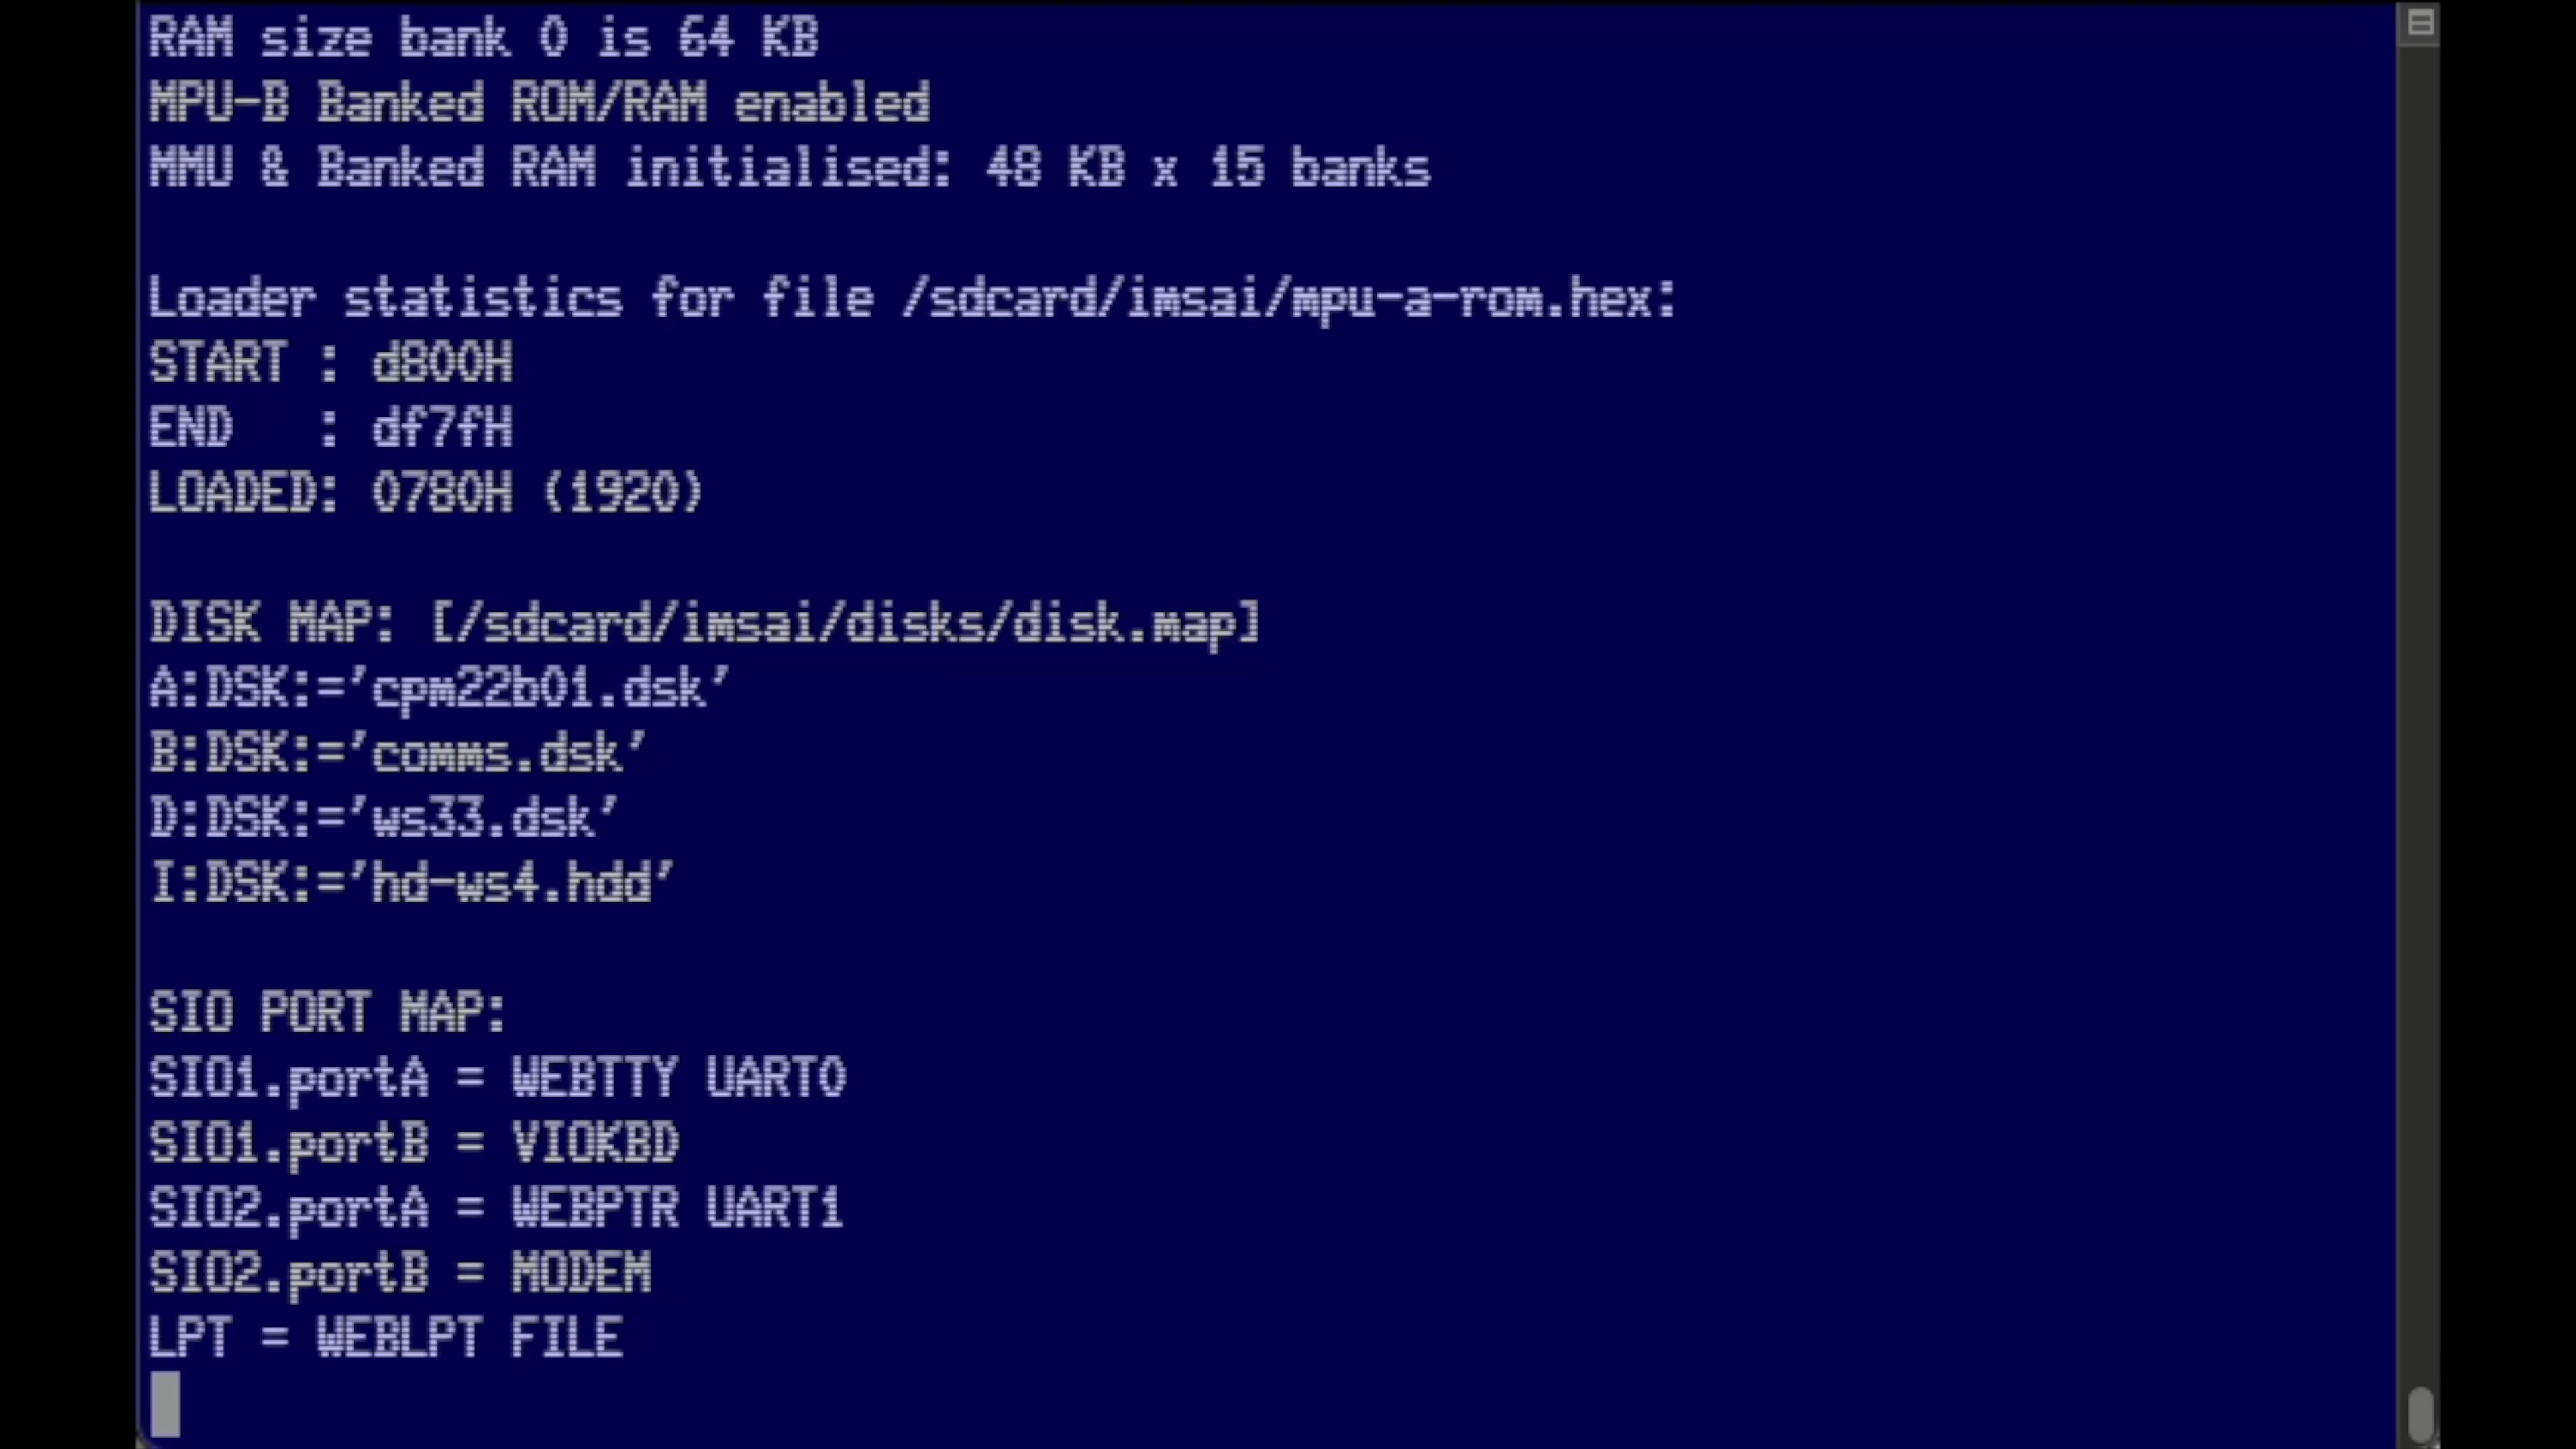 RAM size bank 0 is 64 KB
MPU-B Banked ROM/RAM enabled
MMU & Banked RAM initialised: 48 KB x 15 banks
Loader statistics for file /sdcard/imsai/mpu-a-rom.hex:
START : d800H
END   : df7fH
LOADED: 0780H (1920)
DISK MAP: [/sdcard/imsai/disks/disk.map]
A:DSK:='cpm22b01.dsk'
B:DSK:='comms.dsk'
D:DSK:='ws33.dsk'
I:DSK:='hd-ws4.hdd'
SIO PORT MAP:
SIO1.portA = WEBTTY UART0
SIO1.portB = VIOKBD
SIO2.portA = WEBPTR UART1
SIO2.portB = MODEM
LPT = WEBLPT FILE